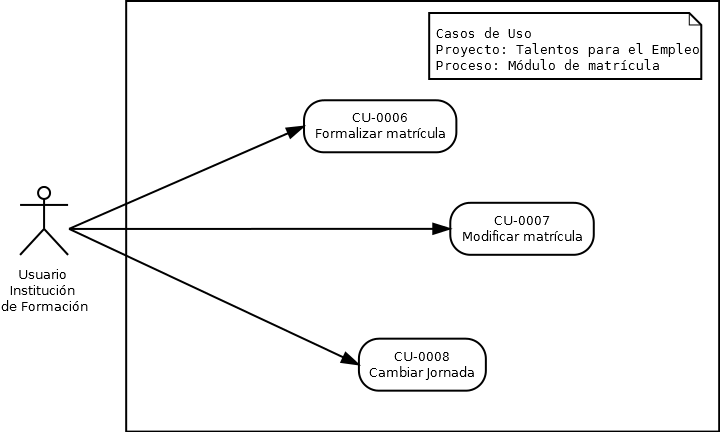 Casos de Uso
Proyecto: Talentos para el Empleo
Proceso: Módulo de matrícula
CU-0006
Formalizar matrícula
CU-0007
Modificar matrícula
Usuario
Institución
de Formación
CU-0008
Cambiar Jornada